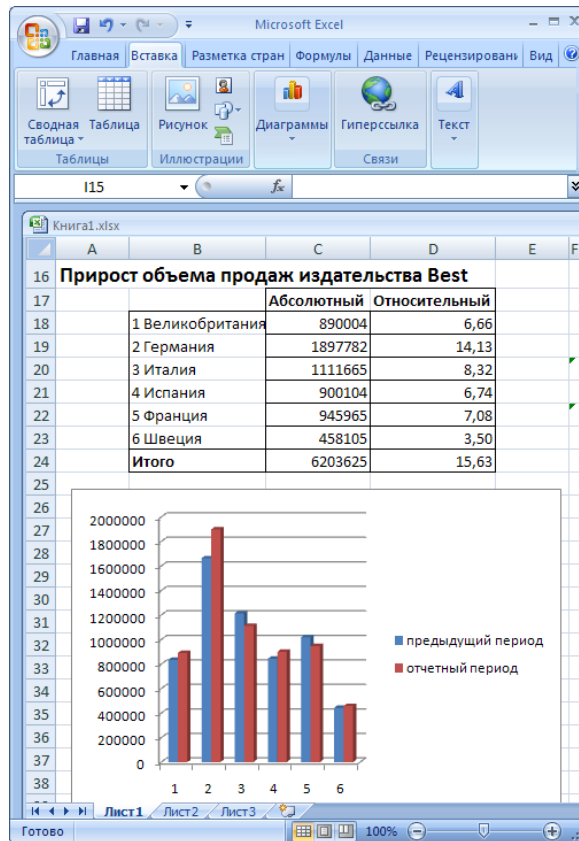 Microsoft Excel
Главная Вставка Разметка стран Формулы Данные Рецензировани Вид
Сводная таблица Таблица Рисунок Диаграммы Гиперссылка Текст
Таблицы Иллюстрации Связи
I15 fx
Книга1.xlsx
A B C D E F
16 Прирост объема продаж издательства Best
17 Абсолютный Относительный
18 1 Великобритания 890004 6,66
19 2 Германия 1897782 14,13
20 3 Италия 1111665 8,32
21 4 Испания 900104 6,74
22 5 Франция 945965 7,08
23 6 Швеция 458105 3,50
24 Итого 6203625 15,63
25
26
27
28
29
30
31
32
33
34
35
36
37
38
2000000
1800000
1600000
1400000
1200000
1000000
800000
600000
400000
200000
0
1 2 3 4 5 6
предыдущий период
отчетный период
Лист1 Лист2 Лист3
Готово 100%